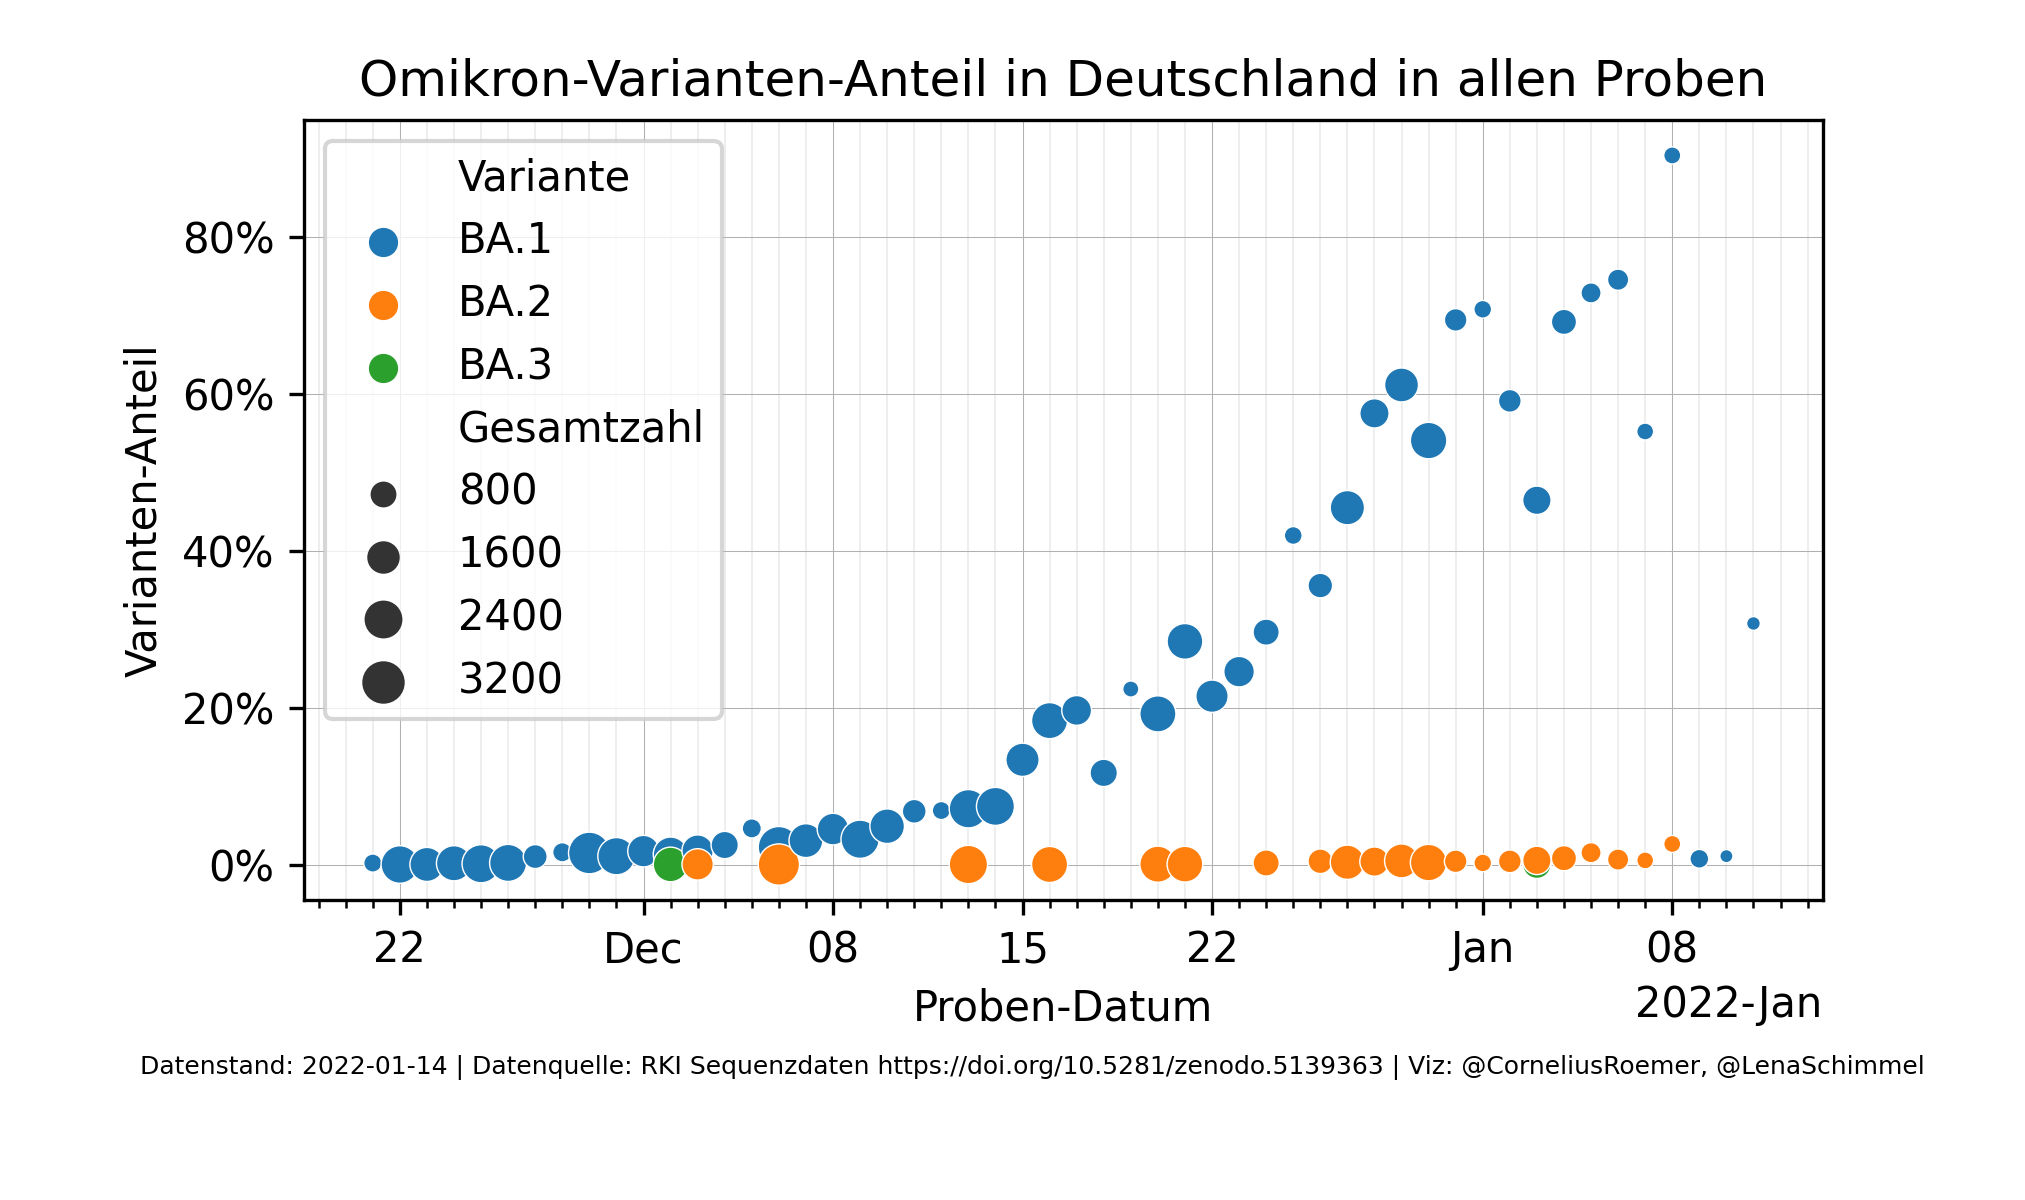 Omikron-Varianten-Anteil in Deutschland in allen Proben
Variante
BA.1
BA.2
BA.3
Gesamtzahl
800
1600
2400
3200
Varianten-Anteil
80%
60%
40%
20%
0%
22
Dec
08
15
22
Jan
08
2022-Jan
Proben-Datum
Datenstand: 2022-01-14 | Datenquelle: RKI Sequenzdaten https://doi.org/10.5281/zenodo.5139363 | Viz: @CorneliusRoemer, @LenaSchimmel